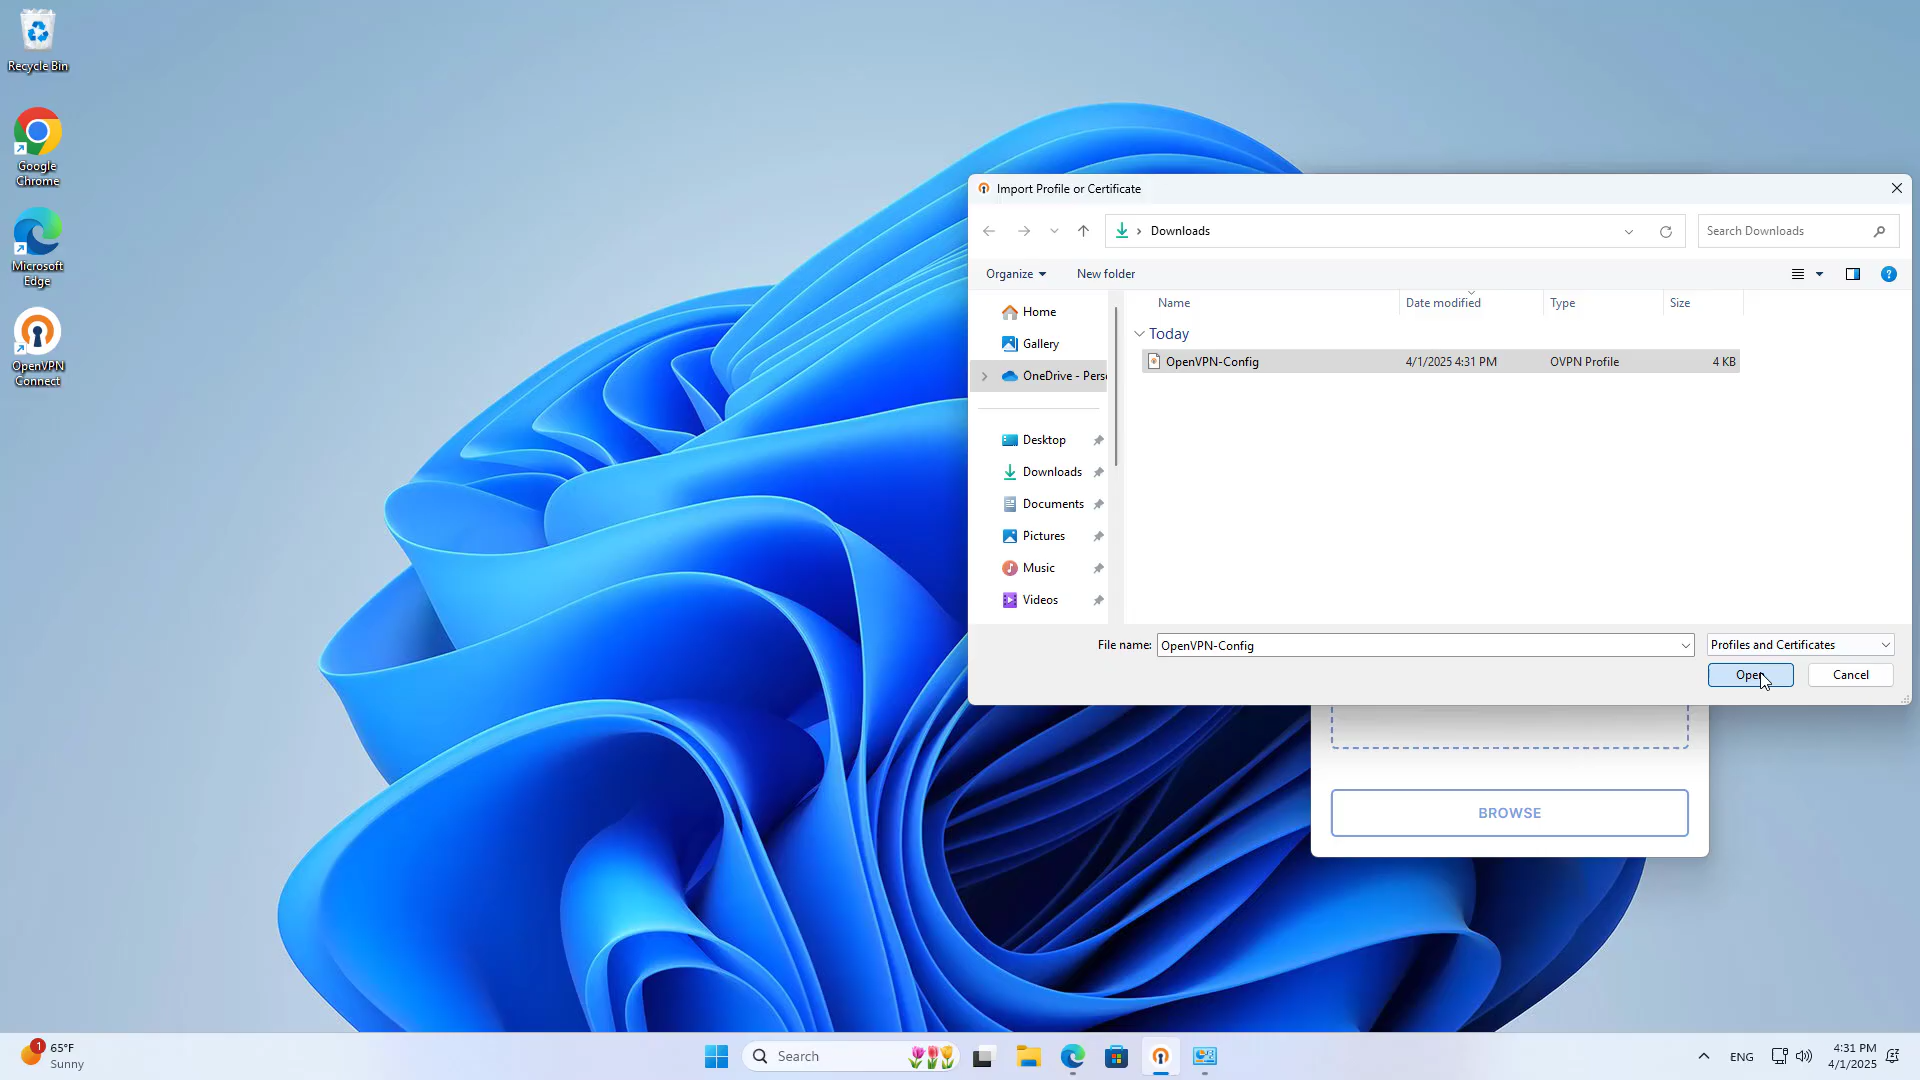 Recycle Bin
Google
Chrome
Microsoft
Edge
OpenVPN
Connect
Import Profile or Certificate
Downloads
Search Downloads
Organize
New folder
Home
Gallery
OneDrive - Perso
Desktop
Downloads
Documents
Pictures
Music
Videos
Name
Date modified
Type
Size
Today
OpenVPN-Config
4/1/2025 4:31 PM
OVPN Profile
4 KB
File name:
OpenVPN-Config
Profiles and Certificates
Open
Cancel
BROWSE
1
65°F
Sunny
Search
ENG
4:31 PM
4/1/2025